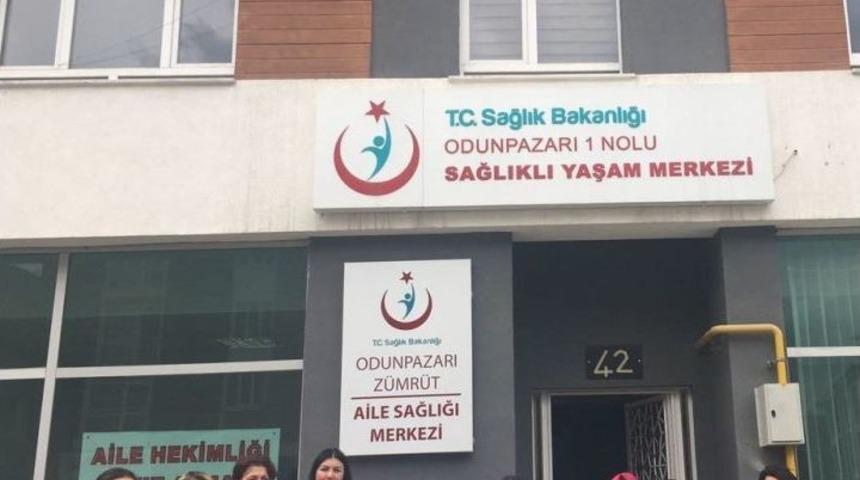 T.C. Sağlık Bakanlığı
ODUNPAZARI 1 NOLU
SAĞLIKLI YAŞAM MERKEZİ
T.C. Sağlık Bakanlığı
ODUNPAZARI
ZÜMRÜT
AİLE SAĞLIĞI
MERKEZİ
42
AİLE HEKİMLİĞİ